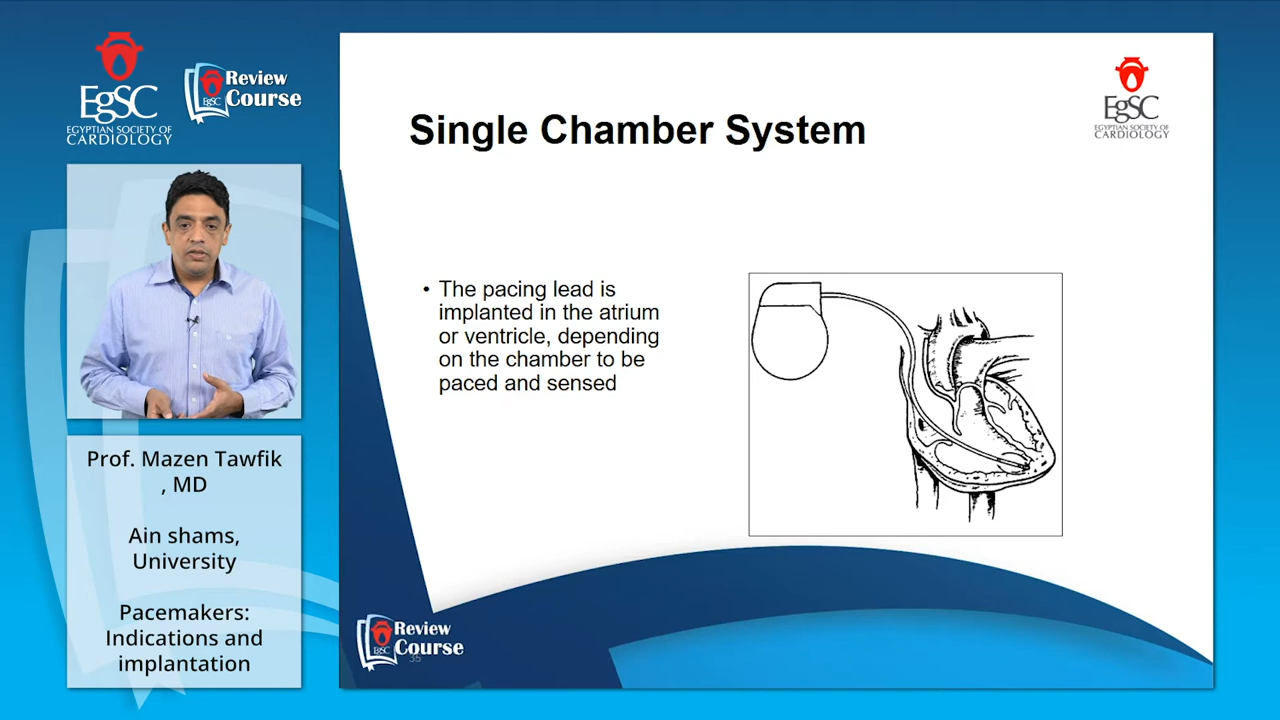 EgSC
EGYPTIAN SOCIETY OF
CARDIOLOGY
Review
Course
EgSC
Prof. Mazen Tawfik
, MD
Ain shams,
University
Pacemakers:
Indications and
implantation
Single Chamber System
EgSC
EGYPTIAN SOCIETY OF
CARDIOLOGY
• The pacing lead is
implanted in the atrium
or ventricle, depending
on the chamber to be
paced and sensed
Review
Course
EgSC
35